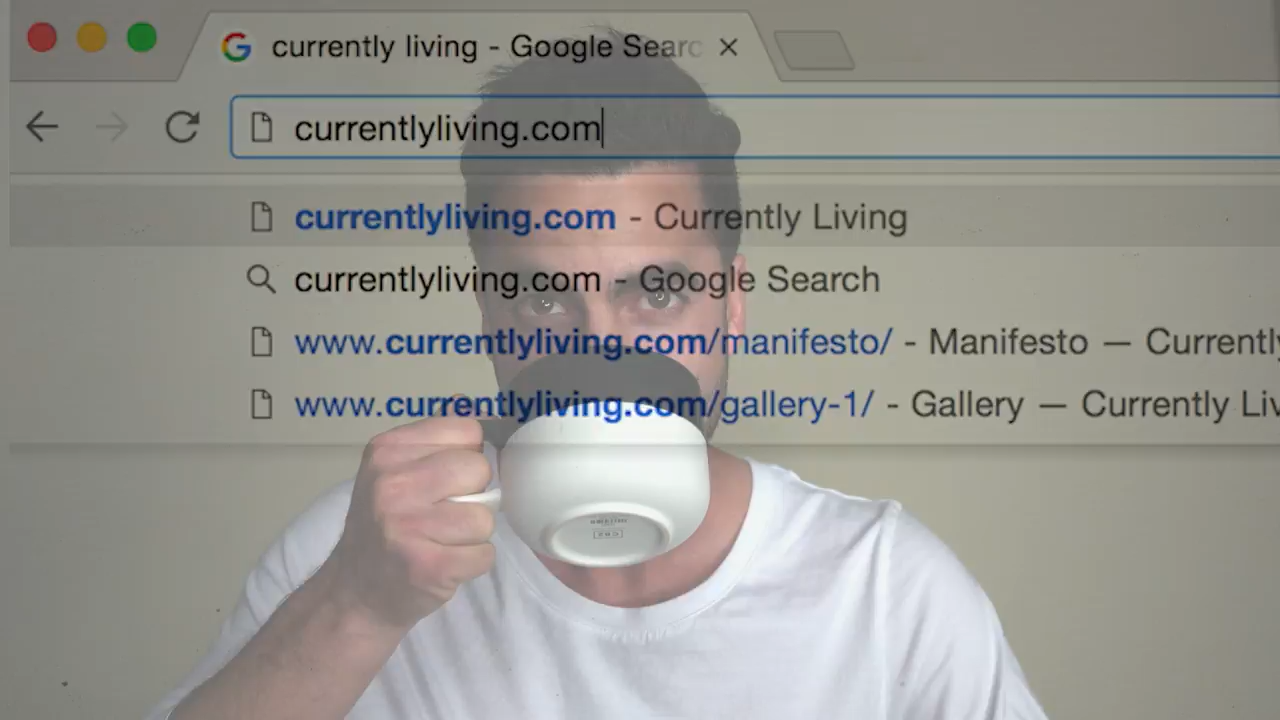 currently living - Google Searc
currentlyliving.com
currentlyliving.com - Currently Living
currentlyliving.com - Google Search
www.currentlyliving.com/manifesto/ - Manifesto — Currently
www.currentlyliving.com/gallery-1/ - Gallery — Currently Liv